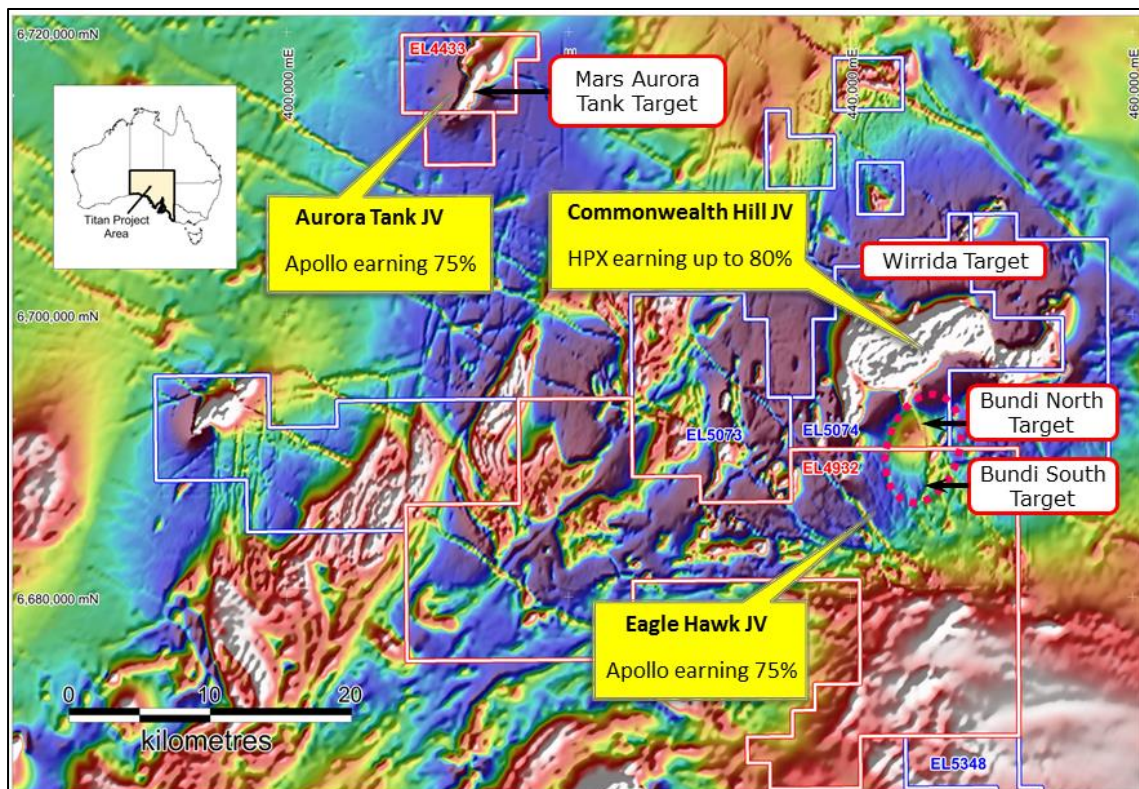 6,720,000 mN
400,000 mE
mE
440,000 mE
460,000 mE
EL4433
Mars Aurora
Tank Target
Titan Project
Area
Aurora Tank JV
Apollo earning 75%
Commonwealth Hill JV
HPX earning up to 80%
Wirrida Target
6,700,000 mN
EL5073
EL5074
EL4932
Bundi North
Target
Bundi South
Target
6,680,000 mN
Eagle Hawk JV
Apollo earning 75%
0 10 20
kilometres
EL5348